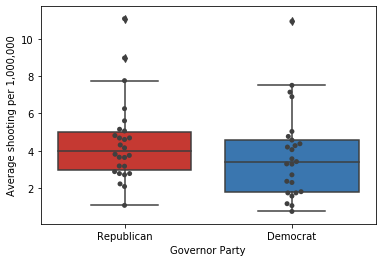 Average shooting per 1,000,000
10
8
6
4
2
Republican
Democrat
Governor Party